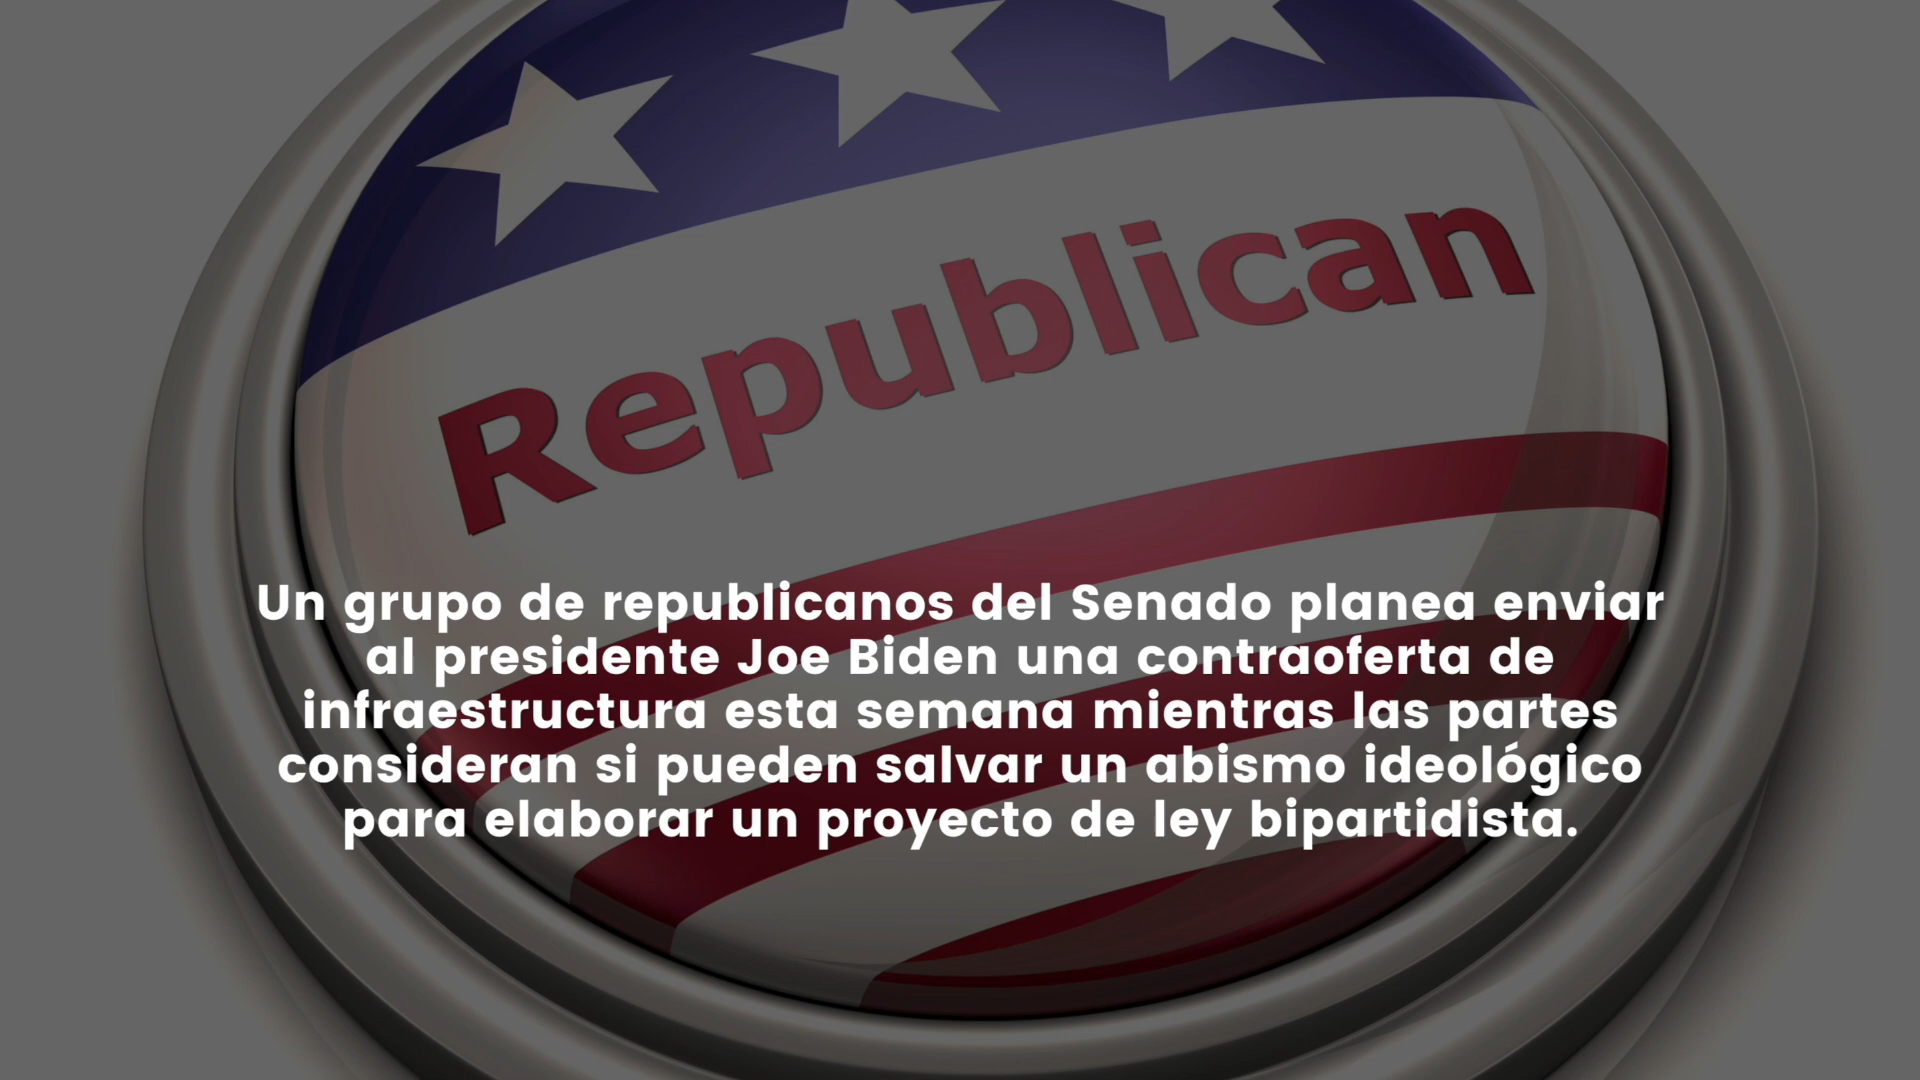 Republican
Un grupo de republicanos del Senado planea enviar
al presidente Joe Biden una contraoferta de
infraestructura esta semana mientras las partes
consideran si pueden salvar un abismo ideológico
para elaborar un proyecto de ley bipartidista.